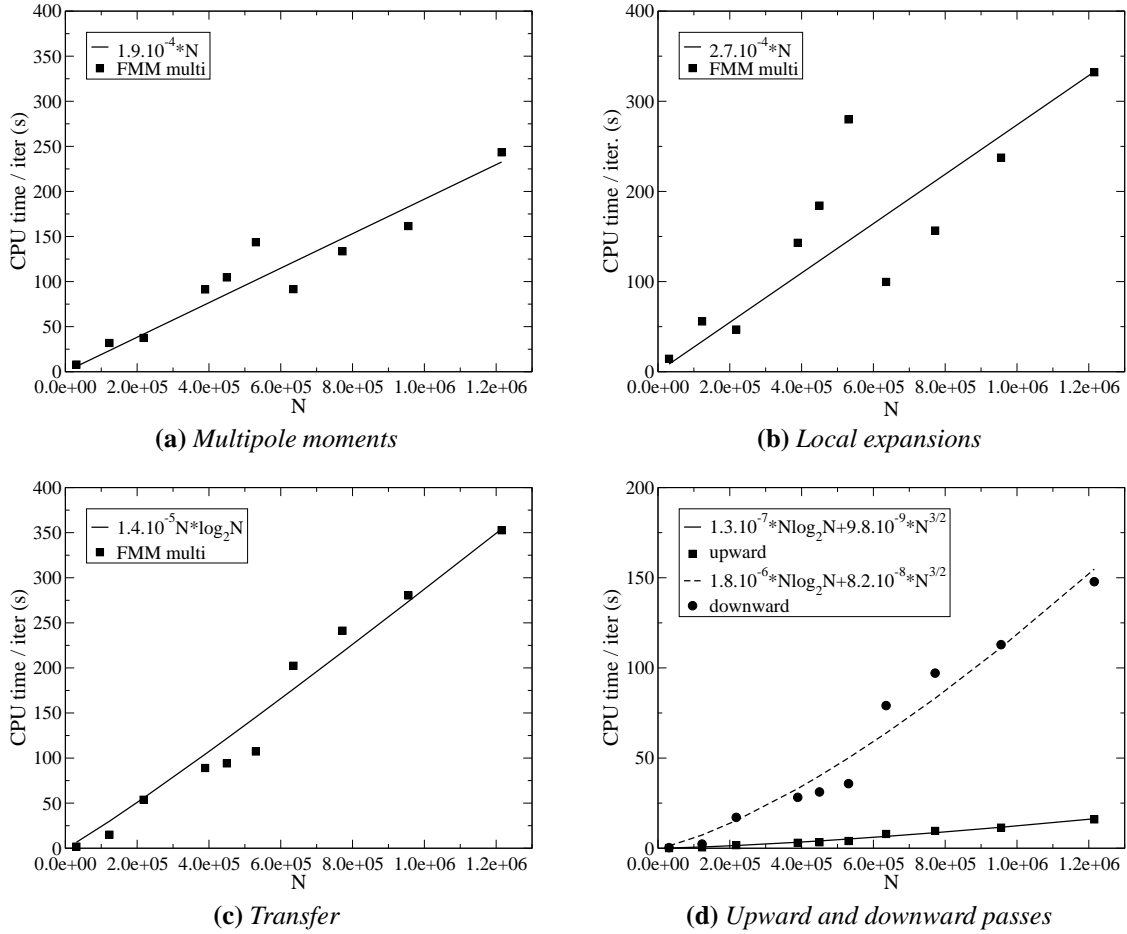 400
350
300
250
200
150
100
50
0
CPU time / iter (s)
1.9.10^-4*N
FMM multi
0.0e+00 2.0e+05 4.0e+05 6.0e+05 8.0e+05 1.0e+06 1.2e+06
N
(a) Multipole moments
400
350
300
250
200
150
100
50
0
CPU time / iter. (s)
2.7.10^-4*N
FMM multi
0.0e+00 2.0e+05 4.0e+05 6.0e+05 8.0e+05 1.0e+06 1.2e+06
N
(b) Local expansions
400
350
300
250
200
150
100
50
0
CPU time / iter (s)
1.4.10^-5N*log_2N
FMM multi
0.0e+00 2.0e+05 4.0e+05 6.0e+05 8.0e+05 1.0e+06 1.2e+06
N
(c) Transfer
200
150
100
50
0
CPU time / iter (s)
1.3.10^-7*Nlog_2N+9.8.10^-9*N^3/2
upward
1.8.10^-6*Nlog_2N+8.2.10^-8*N^3/2
downward
0.0e+00 2.0e+05 4.0e+05 6.0e+05 8.0e+05 1.0e+06 1.2e+06
N
(d) Upward and downward passes